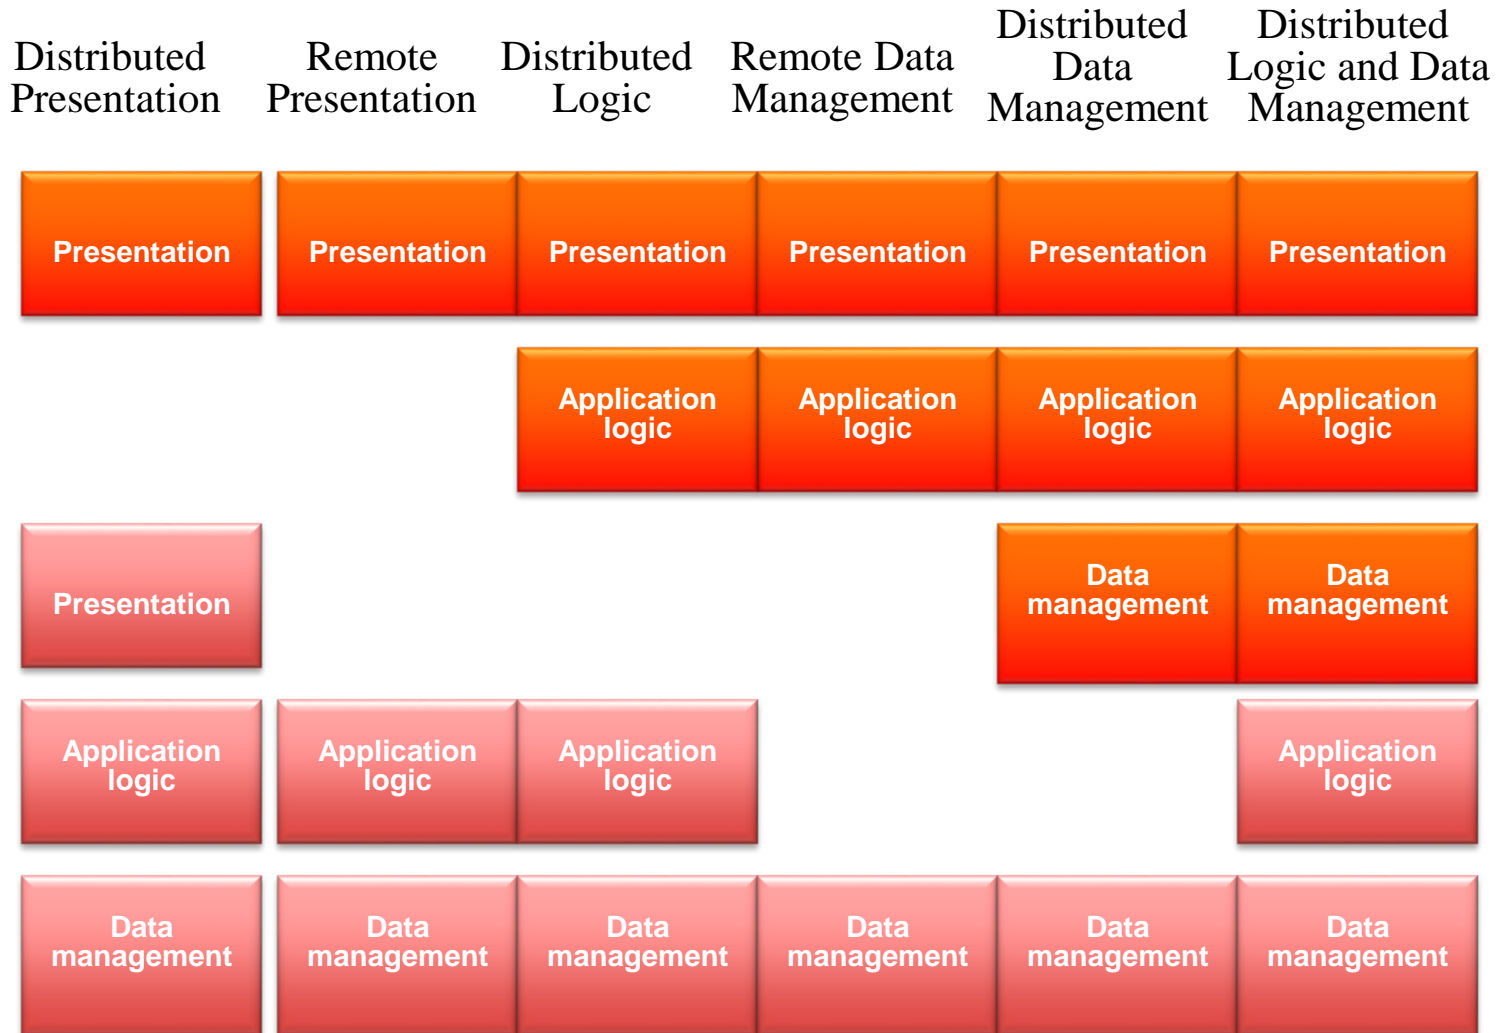 Distributed
Presentation
Remote
Presentation
Distributed
Logic
Remote Data
Management
Distributed
Data
Management
Distributed
Logic and Data
Management
Presentation
Presentation
Presentation
Presentation
Presentation
Presentation
Application
logic
Application
logic
Application
logic
Application
logic
Presentation
Data
management
Data
management
Application
logic
Application
logic
Application
logic
Application
logic
Data
management
Data
management
Data
management
Data
management
Data
management
Data
management